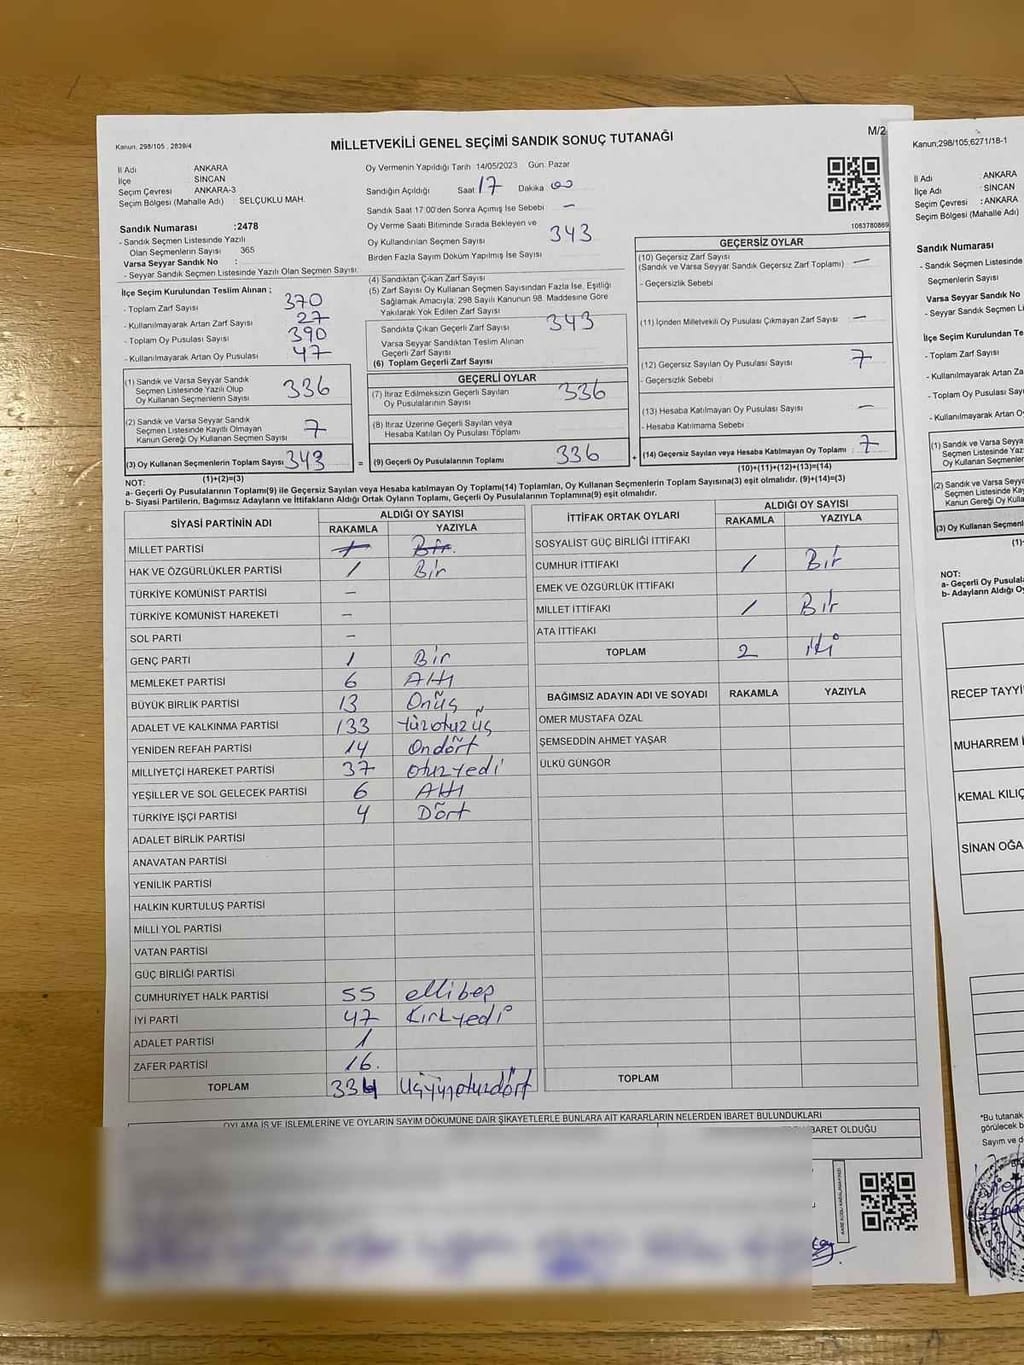 MİLLETVEKİLİ GENEL SEÇİMİ SANDIK SONUÇ TUTANAĞI
M/2
Kanun, 298/105, 2839/4
İl Adı ANKARA
İlçe SİNCAN
Seçim Çevresi ANKARA-3
Seçim Bölgesi (Mahalle Adı) : SELÇUKLU MAH.
Sandık Numarası :2478
- Sandık Seçmen Listesinde Yazılı
Olan Seçmenlerin Sayısı 365
Varsa Seyyar Sandık No :
- Seyyar Sandık Seçmen Listesinde Yazılı Olan Seçmen Sayısı:
Oy Vermenin Yapıldığı Tarih 14/05/2023 Gün: Pazar
Sandığın Açıldığı Saat 17 Dakika 00
Sandık Saat 17:00'den Sonra Açılmış İse Sebebi —
Oy Verme Saati Bitiminde Sırada Bekleyen ve
Oy Kullandırılan Seçmen Sayısı 343
Birden Fazla Sayım Döküm Yapılmış İse Sayısı
1063780869
İlçe Seçim Kurulundan Teslim Alınan ;
- Toplam Zarf Sayısı 370
- Kullanılmayarak Artan Zarf Sayısı 27
- Toplam Oy Pusulası Sayısı 390
- Kullanılmayarak Artan Oy Pusulası 47
(1) Sandık ve Varsa Seyyar Sandık
Seçmen Listesinde Yazılı Olup
Oy Kullanan Seçmenlerin Sayısı 336
(2) Sandık ve Varsa Seyyar Sandık
Seçmen Listesinde Kayıtlı Olmayan
Kanun Gereği Oy Kullanan Seçmen Sayısı 7
(3) Oy Kullanan Seçmenlerin Toplam Sayısı 343
(1)+(2)=(3)
(4) Sandıktan Çıkan Zarf Sayısı
(5) Zarf Sayısı Oy Kullanan Seçmen Sayısından Fazla İse, Eşitliği
Sağlamak Amacıyla, 298 Sayılı Kanunun 98. Maddesine Göre
Yakılarak Yok Edilen Zarf Sayısı
Sandıkta Çıkan Geçerli Zarf Sayısı 343
Varsa Seyyar Sandıktan Teslim Alınan
Geçerli Zarf Sayısı
(6) Toplam Geçerli Zarf Sayısı
GEÇERLİ OYLAR
(7) İtiraz Edilmeksizin Geçerli Sayılan
Oy Pusulalarının Sayısı 336
(8) İtiraz Üzerine Geçerli Sayılan veya
Hesaba Katılan Oy Pusulası Toplamı
= (9) Geçerli Oy Pusulalarının Toplamı 336
GEÇERSİZ OYLAR
(10) Geçersiz Zarf Sayısı
(Sandık ve Varsa Seyyar Sandık Geçersiz Zarf Toplamı) —
- Geçersizlik Sebebi
(11) İçinden Milletvekili Oy Pusulası Çıkmayan Zarf Sayısı —
(12) Geçersiz Sayılan Oy Pusulası Sayısı 7
- Geçersizlik Sebebi
(13) Hesaba Katılmayan Oy Pusulası Sayısı —
- Hesaba Katılmama Sebebi
+ (14) Geçersiz Sayılan veya Hesaba Katılmayan Oy Toplamı : 7
(10)+(11)+(12)+(13)=(14)
NOT:
a- Geçerli Oy Pusulalarının Toplamı(9) ile Geçersiz Sayılan veya Hesaba Katılmayan Oy Toplamı(14) Toplamları, Oy Kullanan Seçmenlerin Toplam Sayısına(3) eşit olmalıdır. (9)+(14)=(3)
b- Siyasi Partilerin, Bağımsız Adayların ve İttifakların Aldığı Ortak Oyların Toplamı, Geçerli Oy Pusulalarının Toplamına(9) eşit olmalıdır.
SİYASİ PARTİNİN ADI ALDIĞI OY SAYISI
RAKAMLA YAZIYLA
MİLLET PARTİSİ 1 Bir.
HAK VE ÖZGÜRLÜKLER PARTİSİ 1 Bir
TÜRKİYE KOMÜNİST PARTİSİ —
TÜRKİYE KOMÜNİST HAREKETİ —
SOL PARTİ —
GENÇ PARTİ 1 Bir
MEMLEKET PARTİSİ 6 Altı
BÜYÜK BİRLİK PARTİSİ 13 Onüç
ADALET VE KALKINMA PARTİSİ 133 Yüzotuzüç
YENİDEN REFAH PARTİSİ 14 Ondört
MİLLİYETÇİ HAREKET PARTİSİ 37 otuzyedi
YEŞİLLER VE SOL GELECEK PARTİSİ 6 Altı
TÜRKİYE İŞÇİ PARTİSİ 4 Dört
ADALET BİRLİK PARTİSİ
ANAVATAN PARTİSİ
YENİLİK PARTİSİ
HALKIN KURTULUŞ PARTİSİ
MİLLİ YOL PARTİSİ
VATAN PARTİSİ
GÜÇ BİRLİĞİ PARTİSİ
CUMHURİYET HALK PARTİSİ 55 ellibeş
İYİ PARTİ 47 Kırkyedi
ADALET PARTİSİ 1
ZAFER PARTİSİ 16.
TOPLAM 334 Üçyüzotuzdört
İTTİFAK ORTAK OYLARI ALDIĞI OY SAYISI
RAKAMLA YAZIYLA
SOSYALİST GÜÇ BİRLİĞİ İTTİFAKI
CUMHUR İTTİFAKI 1 Bir
EMEK VE ÖZGÜRLÜK İTTİFAKI
MİLLET İTTİFAKI 1 Bir
ATA İTTİFAKI
TOPLAM 2 iki
BAĞIMSIZ ADAYIN ADI VE SOYADI RAKAMLA YAZIYLA
ÖMER MUSTAFA ÖZAL
ŞEMSEDDİN AHMET YAŞAR
ÜLKÜ GÜNGÖR
TOPLAM
OYLAMA İŞ VE İŞLEMLERİNE VE OYLARIN SAYIM DÖKÜMÜNE DAİR ŞİKAYETLERLE BUNLARA AİT KARARLARIN NELERDEN İBARET BULUNDUKLARI
İBARET OLDUĞU
Kanun;298/105;6271/18-1
İl Adı ANKARA
İlçe Adı : SİNCAN
Seçim Çevresi : ANKARA
Seçim Bölgesi (Mahalle Adı)
Sandık Numarası
- Sandık Seçmen Listesinde
Seçmenlerin Sayısı
Varsa Seyyar Sandık No
- Seyyar Sandık Seçmen L
İlçe Seçim Kurulundan Te
- Toplam Zarf Sayısı
- Kullanılmayarak Artan Za
- Toplam Oy Pusulası Sayıs
- Kullanılmayarak Artan O
(1) Sandık ve Varsa Seyya
Seçmen Listesinde Yazıl
Oy Kullanan Seçmenleri
(2) Sandık ve Varsa Seyya
Seçmen Listesinde Kay
Kanun Gereği Oy Kulla
(3) Oy Kullanan Seçmenle
(1)
NOT:
a- Geçerli Oy Pusula
b- Adayların Aldığı O
RECEP TAYYİ
MUHARREM İ
KEMAL KILIÇ
SİNAN OĞA
*Bu tutanak
görülecek b
Sayım ve d